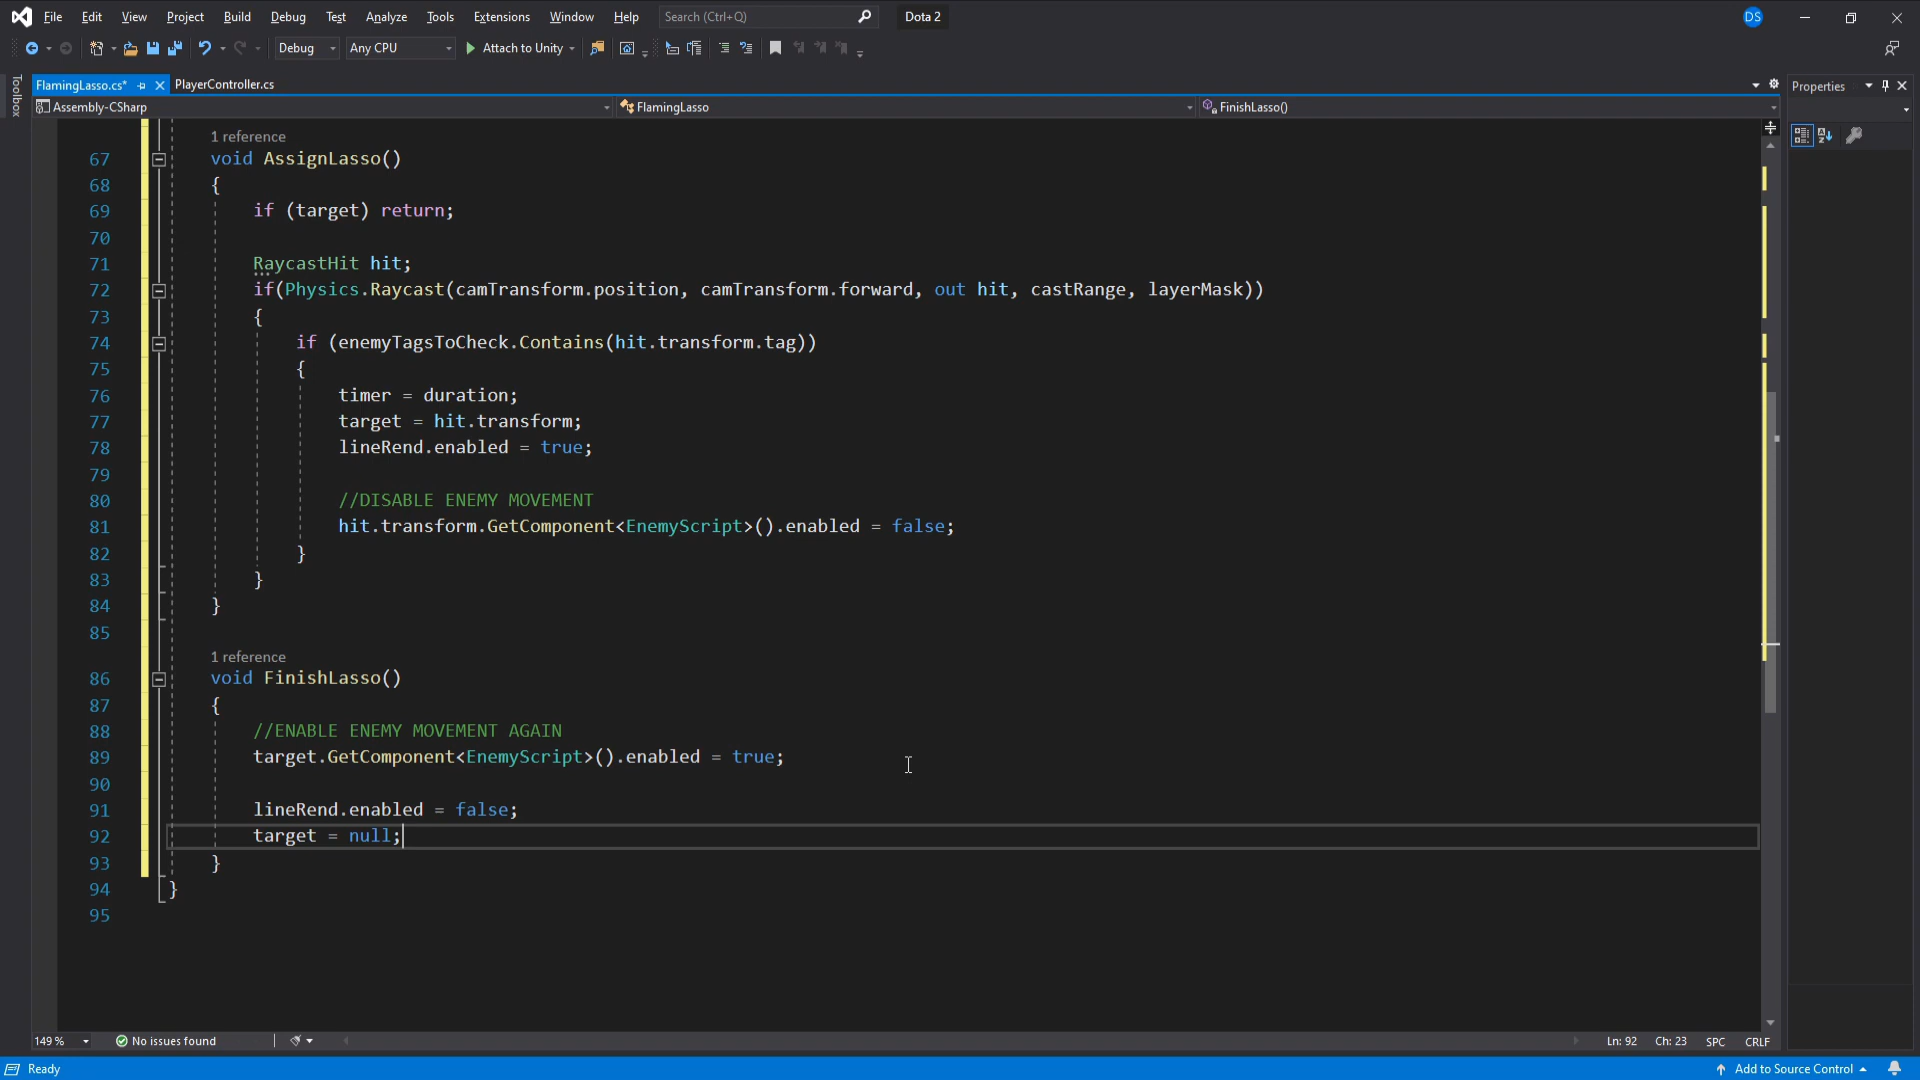 File Edit View Project Build Debug Test Analyze Tools Extensions Window Help Search (Ctrl+Q) Dota 2 DS
Debug Any CPU Attach to Unity
Toolbox
FlamingLasso.cs* PlayerController.cs
Properties
Assembly-CSharp FlamingLasso FinishLasso()
1 reference
67 void AssignLasso()
68 {
69 if (target) return;
70
71 RaycastHit hit;
72 if(Physics.Raycast(camTransform.position, camTransform.forward, out hit, castRange, layerMask))
73 {
74 if (enemyTagsToCheck.Contains(hit.transform.tag))
75 {
76 timer = duration;
77 target = hit.transform;
78 lineRend.enabled = true;
79
80 //DISABLE ENEMY MOVEMENT
81 hit.transform.GetComponent<EnemyScript>().enabled = false;
82 }
83 }
84 }
85
1 reference
86 void FinishLasso()
87 {
88 //ENABLE ENEMY MOVEMENT AGAIN
89 target.GetComponent<EnemyScript>().enabled = true;
90
91 lineRend.enabled = false;
92 target = null;
93 }
94 }
95
149 % No issues found Ln: 92 Ch: 23 SPC CRLF
Ready Add to Source Control